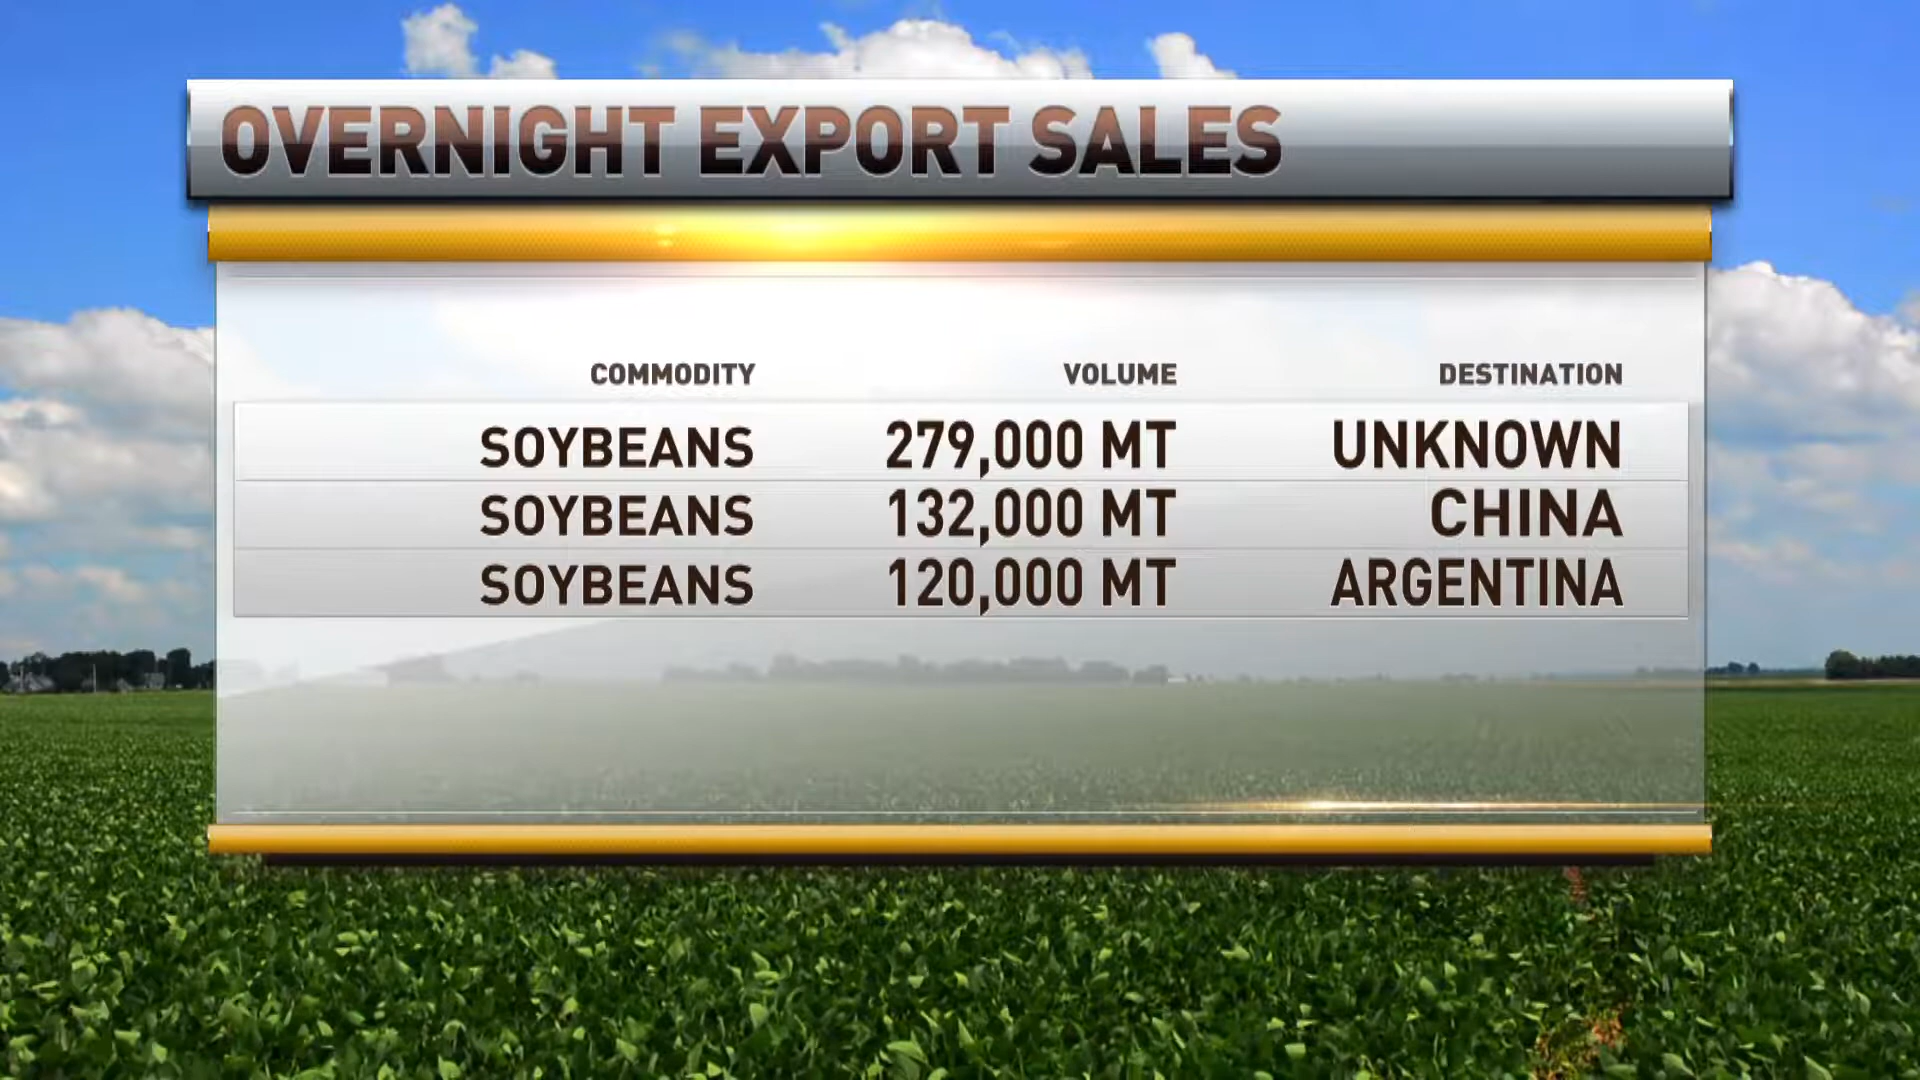 OVERNIGHT EXPORT SALES
COMMODITY VOLUME DESTINATION
SOYBEANS 279,000 MT UNKNOWN
SOYBEANS 132,000 MT CHINA
SOYBEANS 120,000 MT ARGENTINA